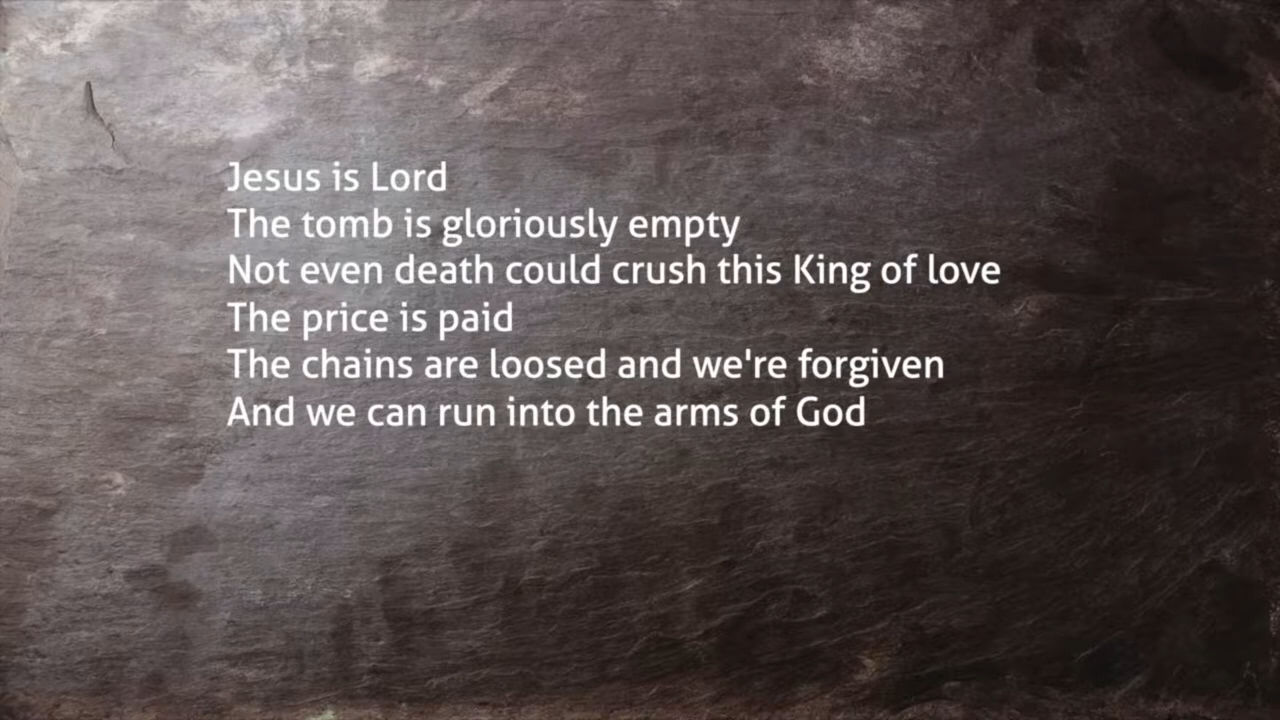 Jesus is Lord
The tomb is gloriously empty
Not even death could crush this King of love
The price is paid
The chains are loosed and we're forgiven
And we can run into the arms of God